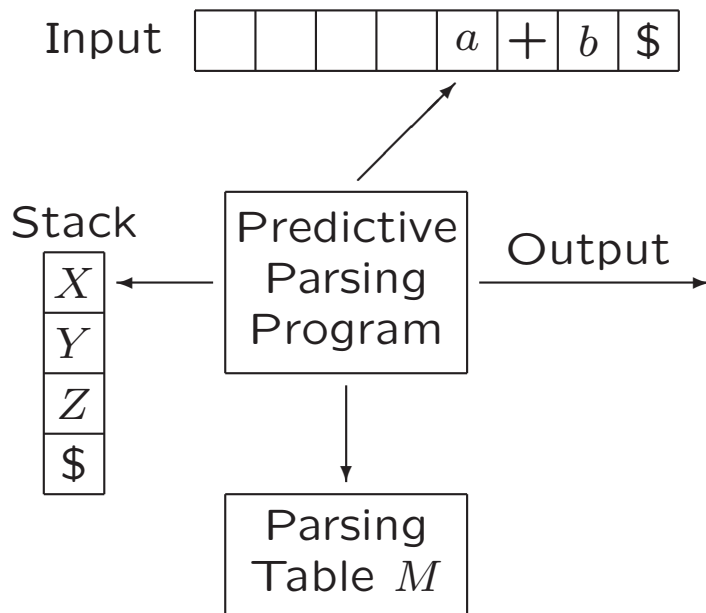 Input a + b $
Stack
X
Y
Z
$
Predictive
Parsing
Program
Output
Parsing
Table M